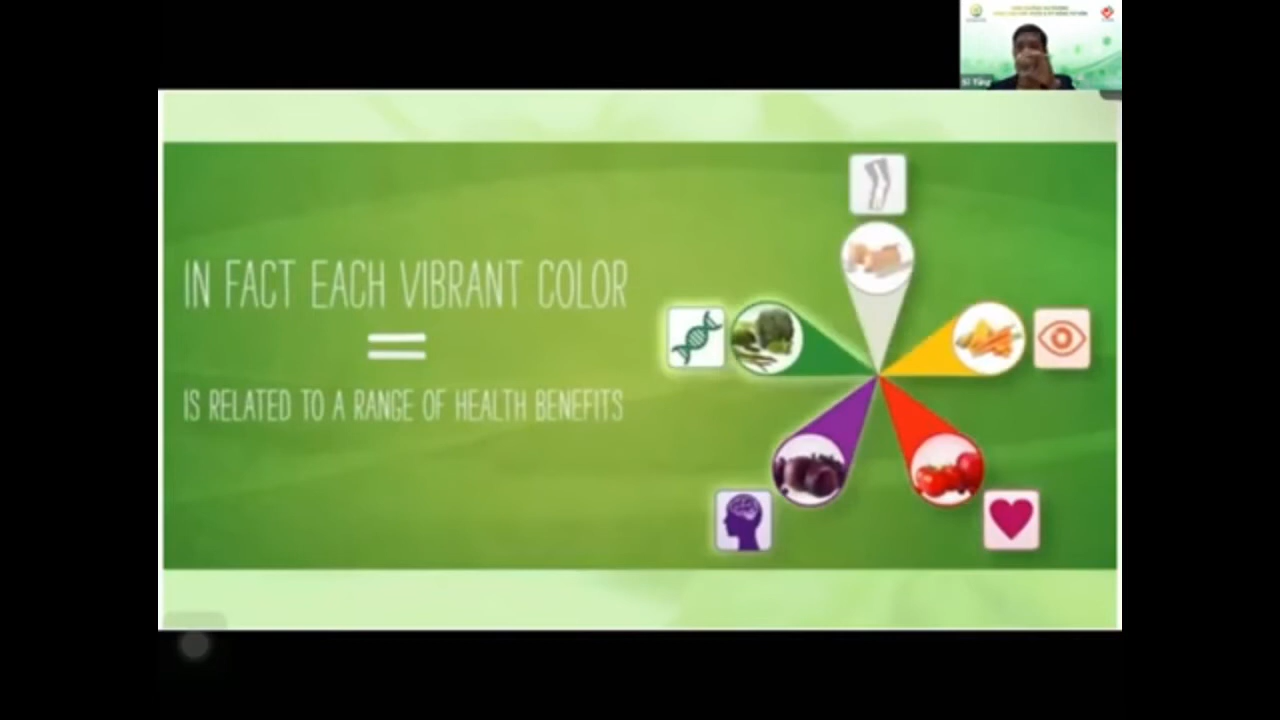 IN FACT EACH VIBRANT COLOR
=
IS RELATED TO A RANGE OF HEALTH BENEFITS